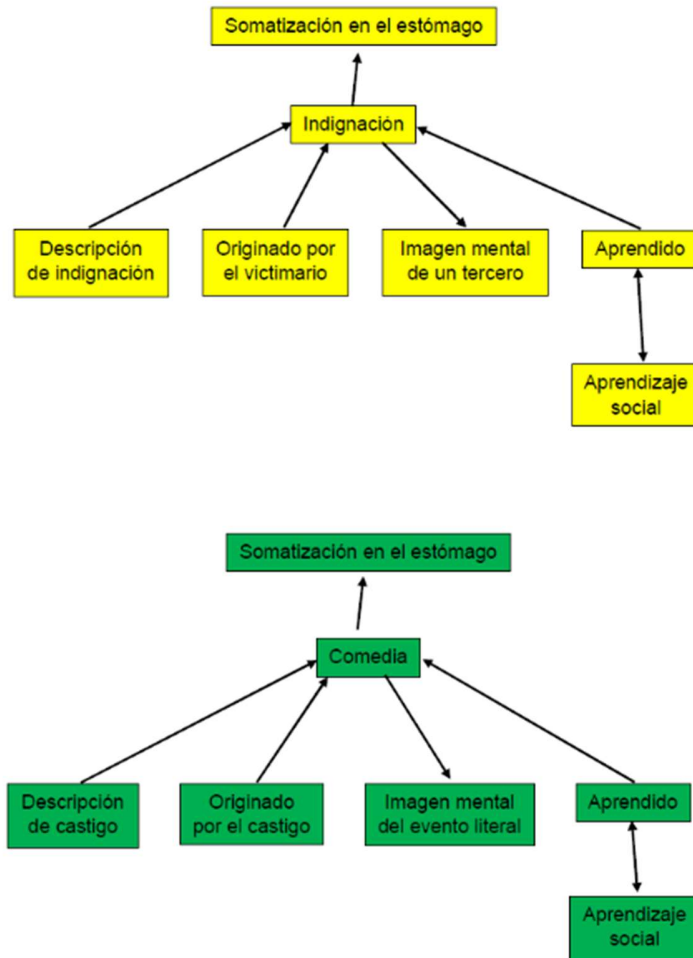 Somatización en el estómago
Indignación
Descripción
de indignación
Originado por
el victimario
Imagen mental
de un tercero
Aprendido
Aprendizaje
social
Somatización en el estómago
Comedia
Descripción
de castigo
Originado
por el castigo
Imagen mental
del evento literal
Aprendido
Aprendizaje
social